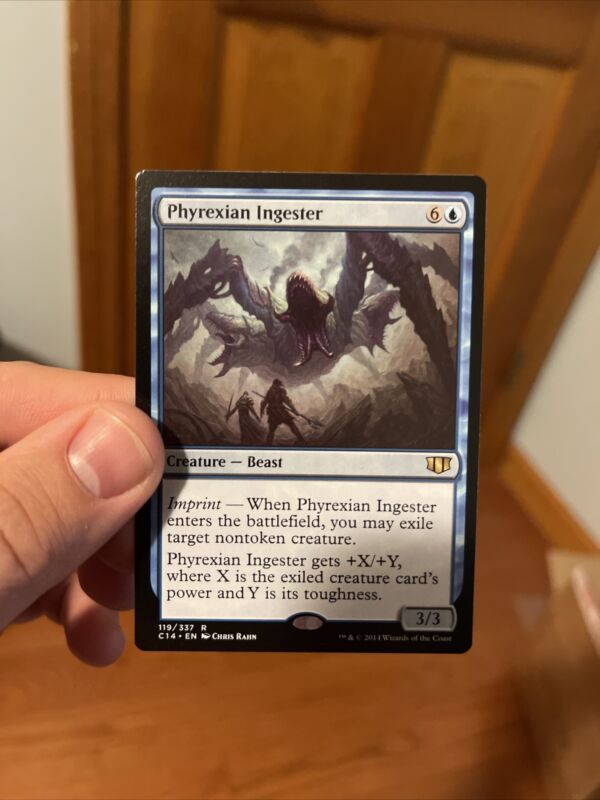 Phyrexian Ingester 6
Creature — Beast
Imprint — When Phyrexian Ingester
enters the battlefield, you may exile
target nontoken creature.
Phyrexian Ingester gets +X/+Y,
where X is the exiled creature card's
power and Y is its toughness.
3/3
119/337 R
C14 • EN Chris Rahn
™ & © 2014 Wizards of the Coast